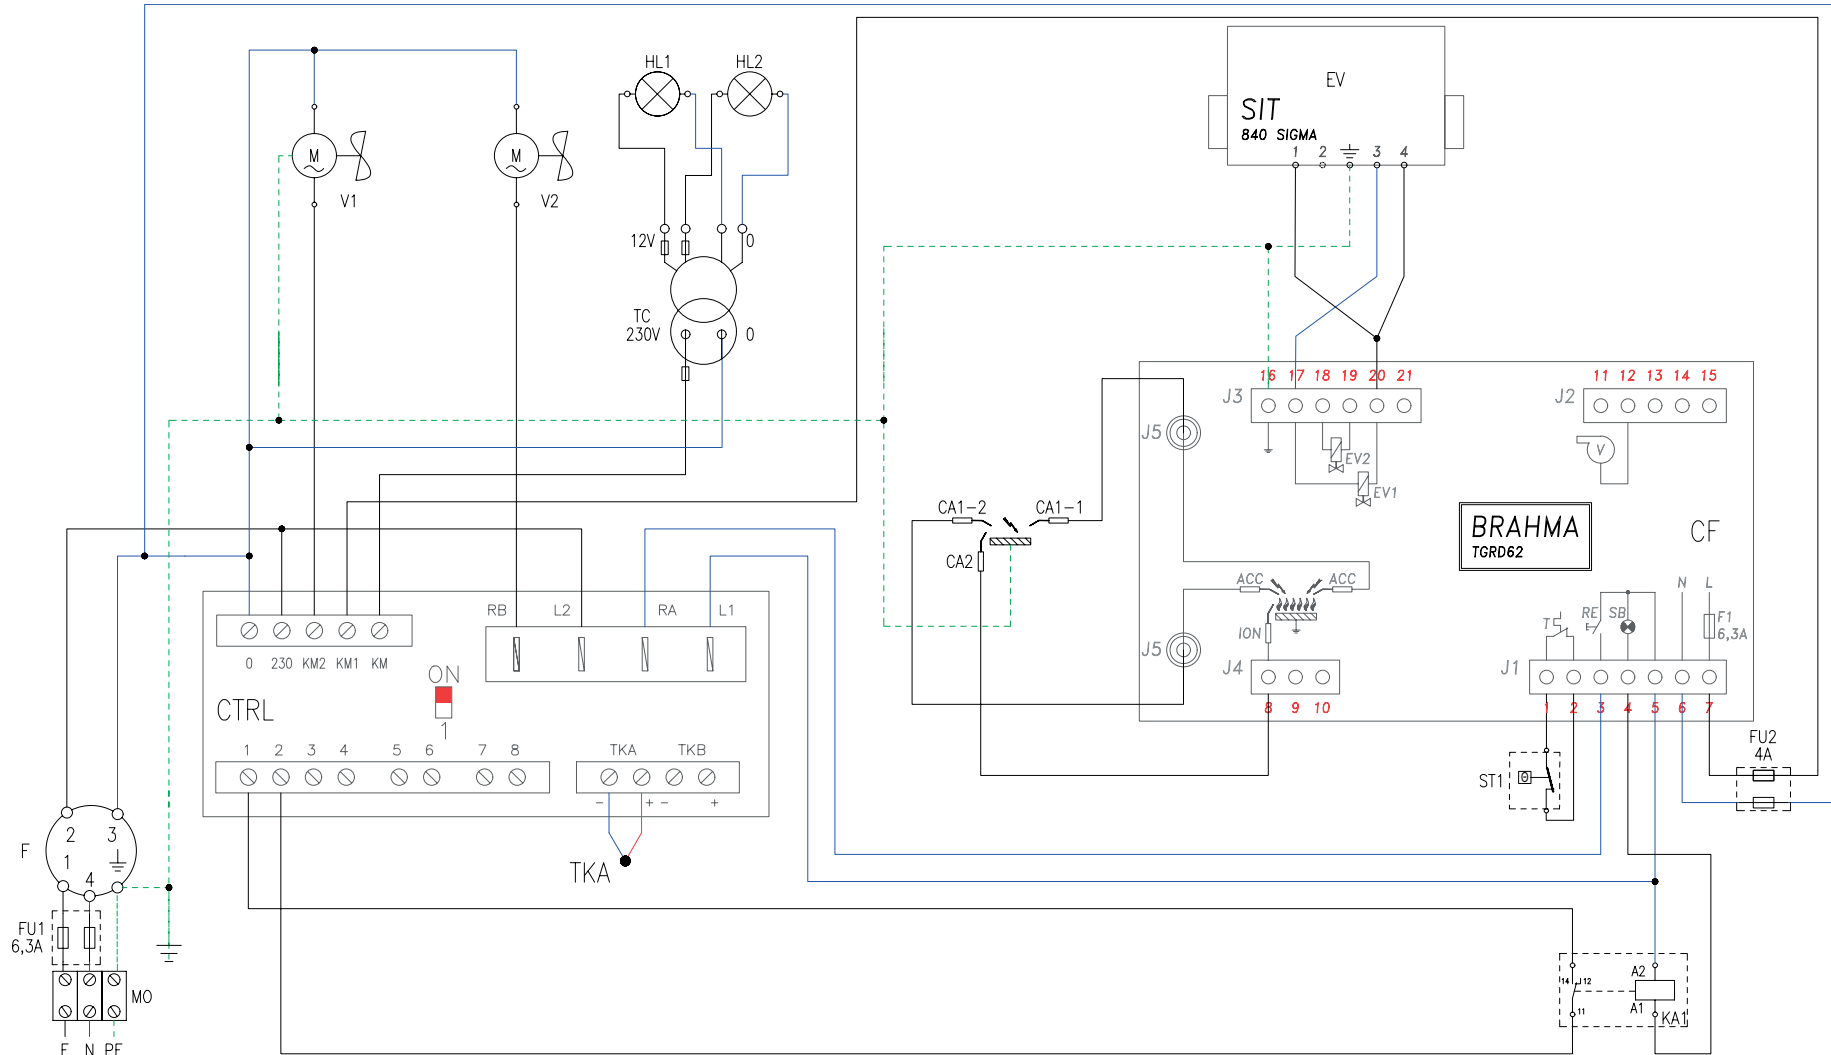 HL1 HL2
EV
SIT
840 SIGMA
1 2 3 4
M M
V1 V2
12V 0
TC
230V 0
16 17 18 19 20 21
11 12 13 14 15
J3 J2
J5
V
EV2
EV1
CA1-2 CA1-1
BRAHMA
TGRD62
CF
CA2
ACC ACC
N L
RB L2 RA L1
T RE SB F1
6,3A
ION
J5
0 230 KM2 KM1 KM
J4 J1
ON
CTRL
1
8 9 10
1 2 3 4 5 6 7
FU2
4A
1 2 3 4 5 6 7 8
TKA TKB
ST1
- + - +
F
2 3
1
4
TKA
FU1
6,3A
MO
A2
14 12
A1
11
KA1
F N PE